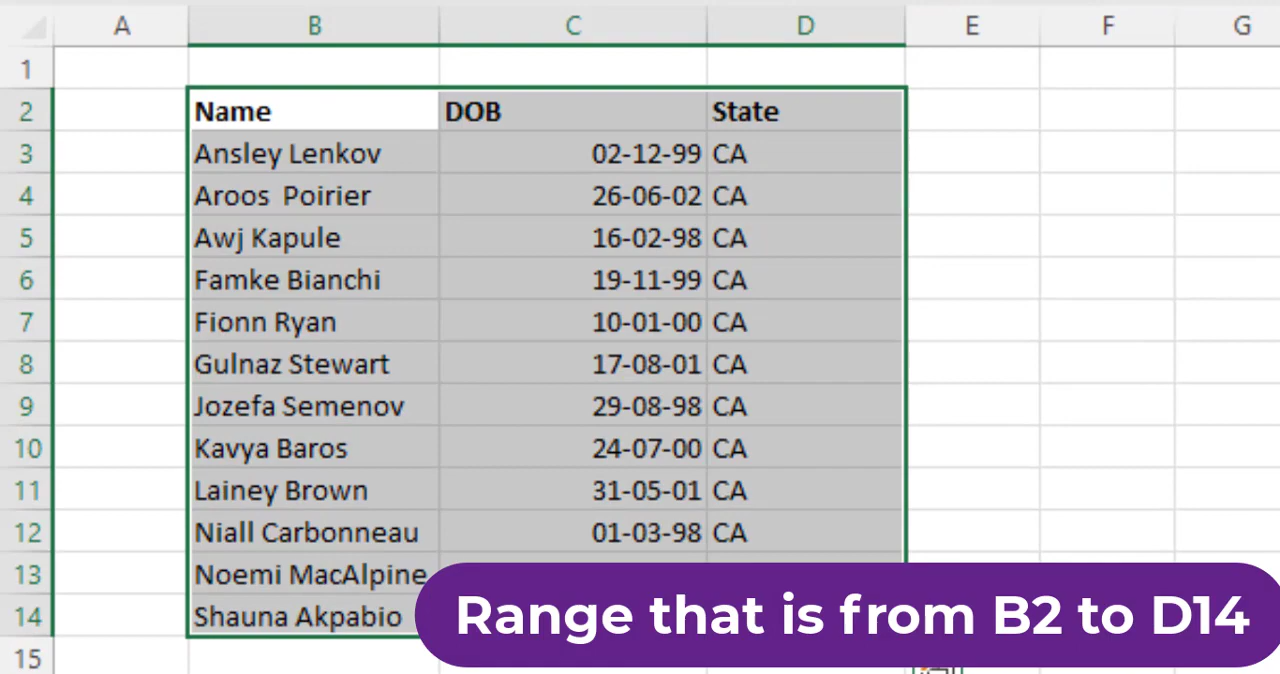 A B C D E F G
1
2 Name DOB State
3 Ansley Lenkov 02-12-99 CA
4 Aroos  Poirier 26-06-02 CA
5 Awj Kapule 16-02-98 CA
6 Famke Bianchi 19-11-99 CA
7 Fionn Ryan 10-01-00 CA
8 Gulnaz Stewart 17-08-01 CA
9 Jozefa Semenov 29-08-98 CA
10 Kavya Baros 24-07-00 CA
11 Lainey Brown 31-05-01 CA
12 Niall Carbonneau 01-03-98 CA
13 Noemi MacAlpine
14 Shauna Akpabio
Range that is from B2 to D14
15